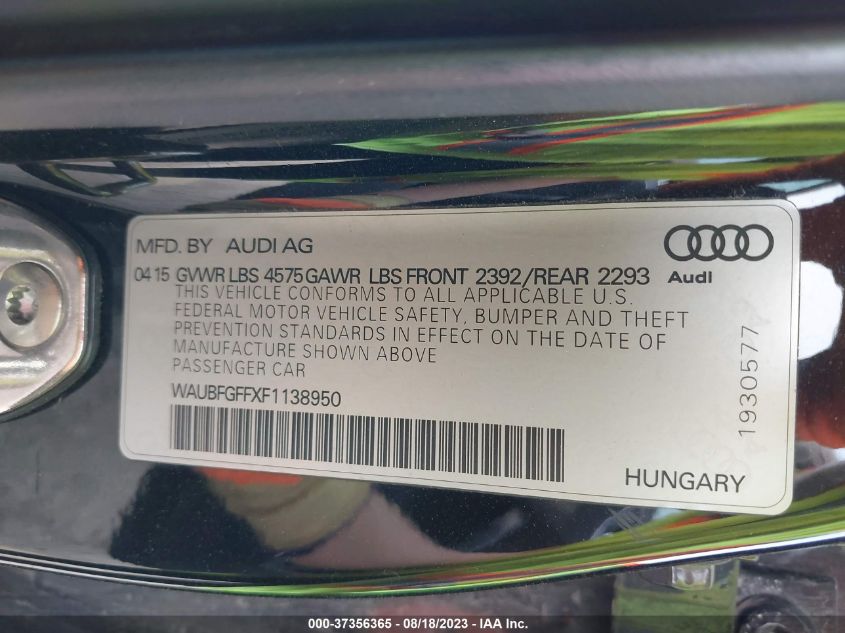 MFD. BY AUDI AG
Audi
04 15 GVWR LBS 4575 GAWR LBS FRONT 2392/REAR 2293
THIS VEHICLE CONFORMS TO ALL APPLICABLE U.S.
FEDERAL MOTOR VEHICLE SAFETY, BUMPER AND THEFT
PREVENTION STANDARDS IN EFFECT ON THE DATE OF
MANUFACTURE SHOWN ABOVE
PASSENGER CAR
WAUBFGFFXF1138950
1930577
HUNGARY
000-37356365 - 08/18/2023 - IAA Inc.